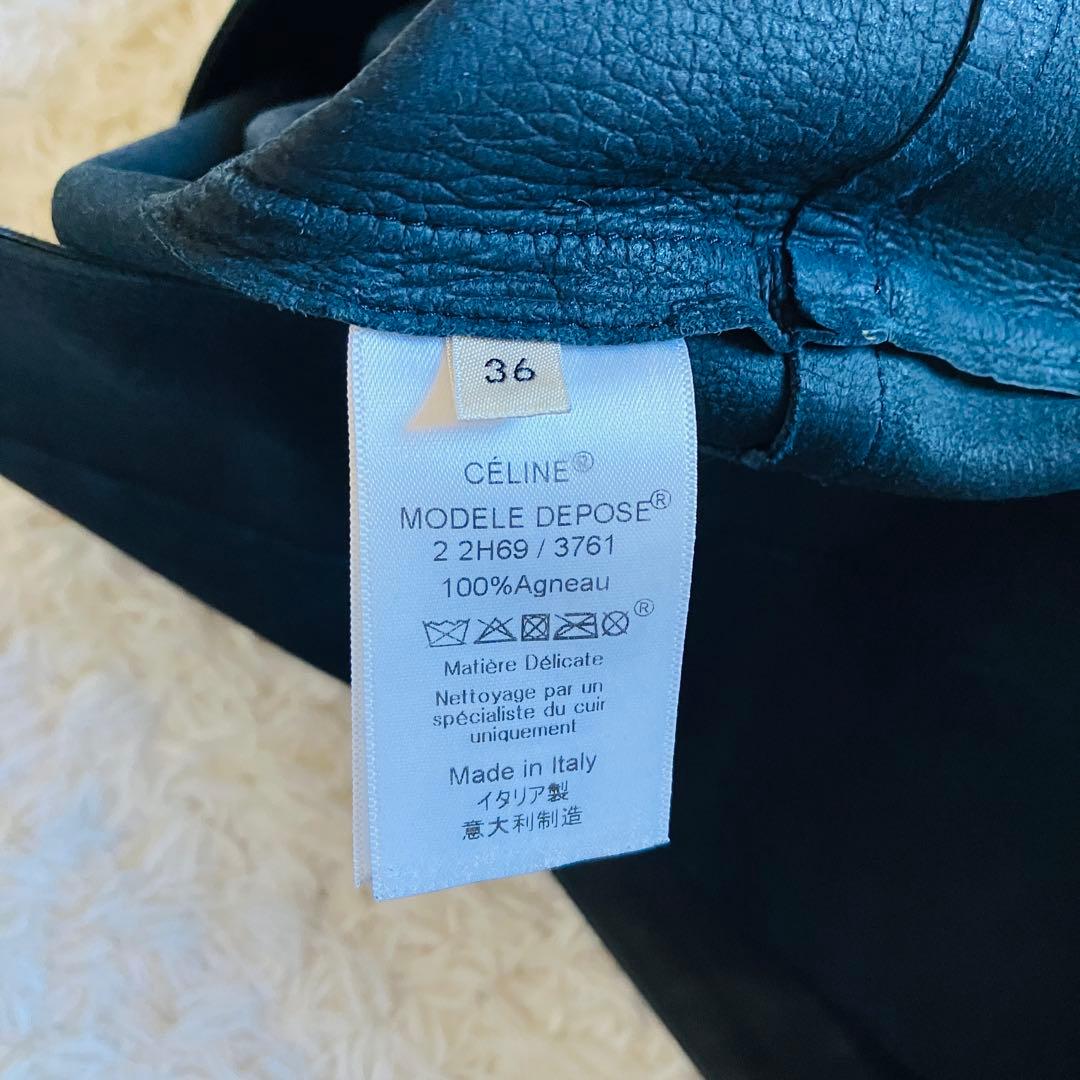 36
CÉLINE®
MODELE DEPOSE®
2 2H69 / 3761
100%Agneau
®
Matière Délicate
Nettoyage par un
spécialiste du cuir
uniquement
Made in Italy
イタリア製
意大利制造